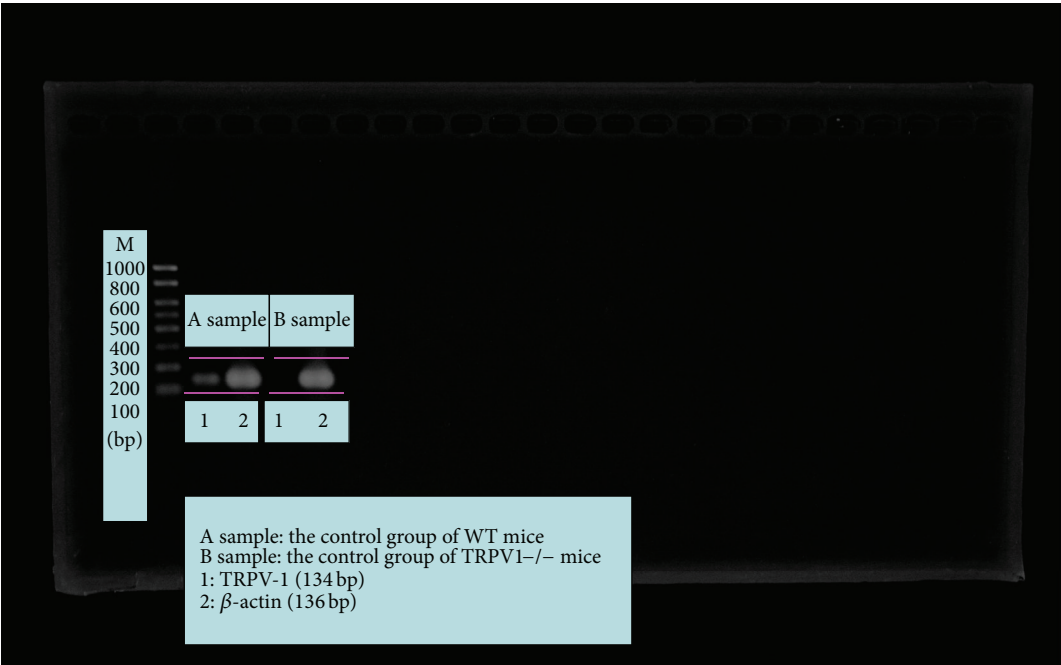 M
1000
800
600
500
400
300
200
100
(bp)
A sample B sample
1 2 1 2
A sample: the control group of WT mice
B sample: the control group of TRPV1−/− mice
1: TRPV-1 (134 bp)
2: β-actin (136 bp)